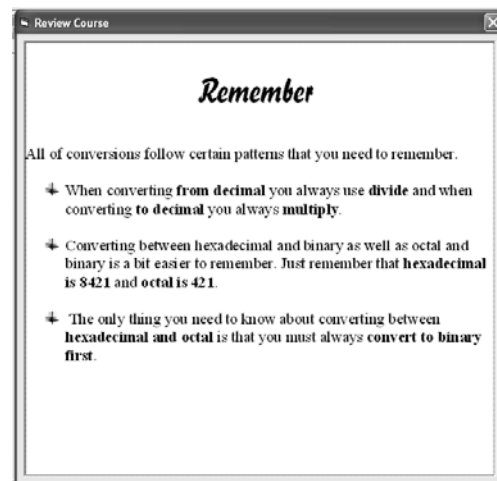 Review Course
Remember
All of conversions follow certain patterns that you need to remember.
When converting from decimal you always use divide and when
converting to decimal you always multiply.
Converting between hexadecimal and binary as well as octal and
binary is a bit easier to remember. Just remember that hexadecimal
is 8421 and octal is 421.
The only thing you need to know about converting between
hexadecimal and octal is that you must always convert to binary
first.